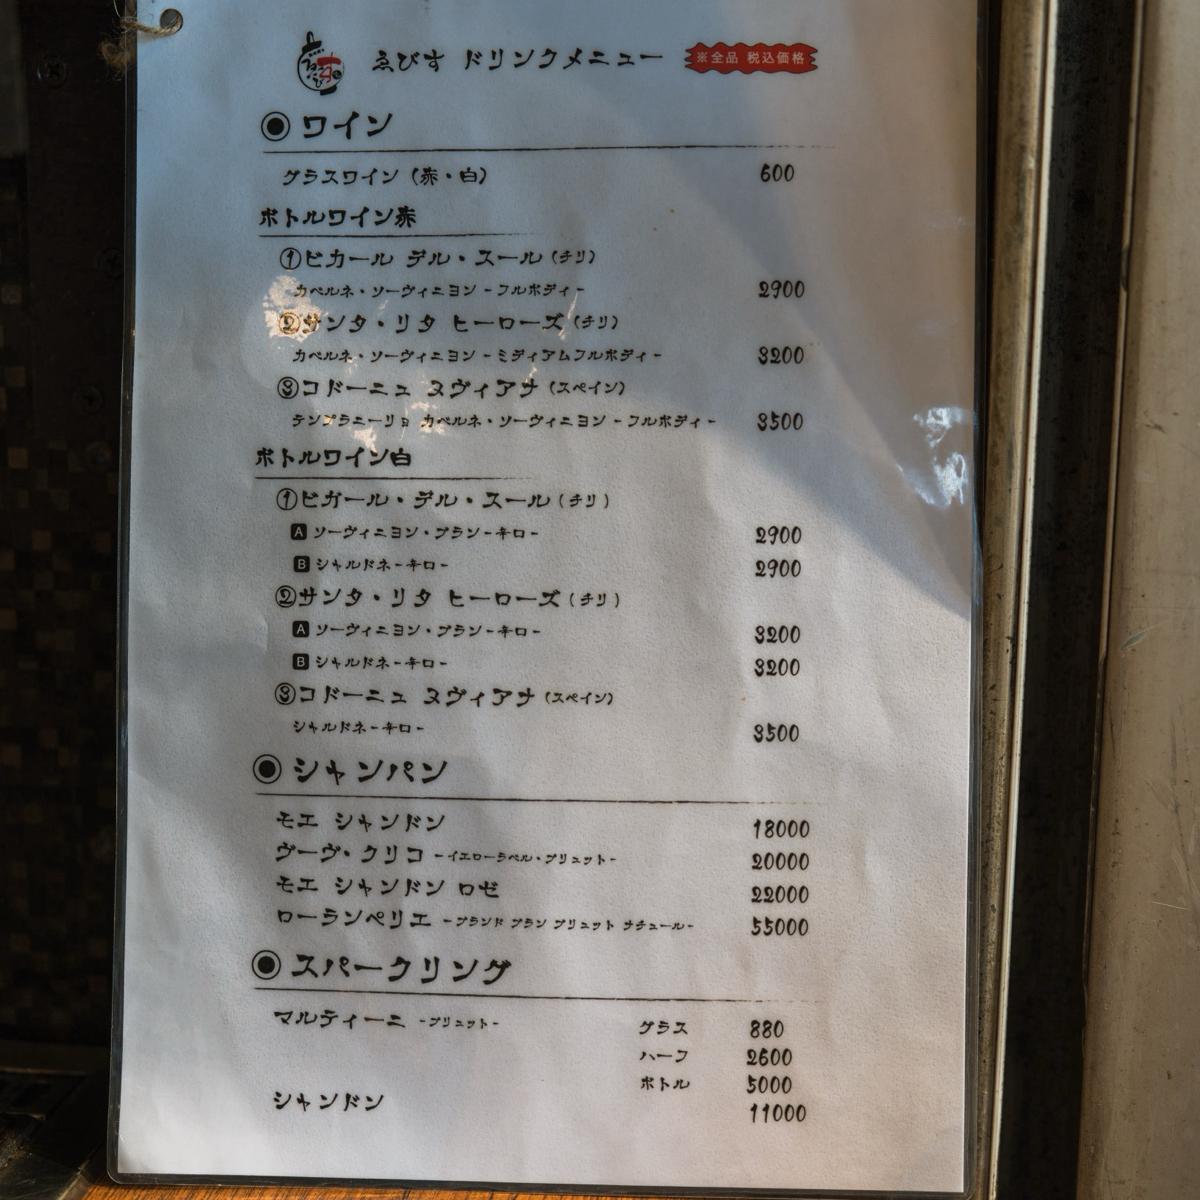 ゑびす ドリンクメニュー ※全品 税込価格
◉ ワイン
グラスワイン（赤・白） 600
ボトルワイン赤
①ビカール デル・スール（チリ）
カベルネ・ソーヴィニヨン -フルボディ- 2900
②サンタ・リタ ヒーローズ（チリ）
カベルネ・ソーヴィニヨン -ミディアムフルボディ- 3200
③コドーニュ ヌヴィアナ（スペイン）
テンプラニーリョ カベルネ・ソーヴィニヨン -フルボディ- 3500
ボトルワイン白
①ビガール・デル・スール（チリ）
A ソーヴィニヨン・ブラン-辛口- 2900
B シャルドネ-辛口- 2900
②サンタ・リタ ヒーローズ（チリ）
A ソーヴィニヨン・ブラン-辛口- 3200
B シャルドネ-辛口- 3200
③コドーニュ ヌヴィアナ（スペイン）
シャルドネ-辛口- 3500
◉ シャンパン
モエ シャンドン 18000
ヴーヴ・クリコ -イエローラベル・ブリュット- 20000
モエ シャンドン ロゼ 22000
ローランペリエ -ブランド ブラン ブリュット ナチュール- 55000
◉ スパークリング
マルティーニ -ブリュット- グラス 880
ハーフ 2600
ボトル 5000
シャンドン 11000